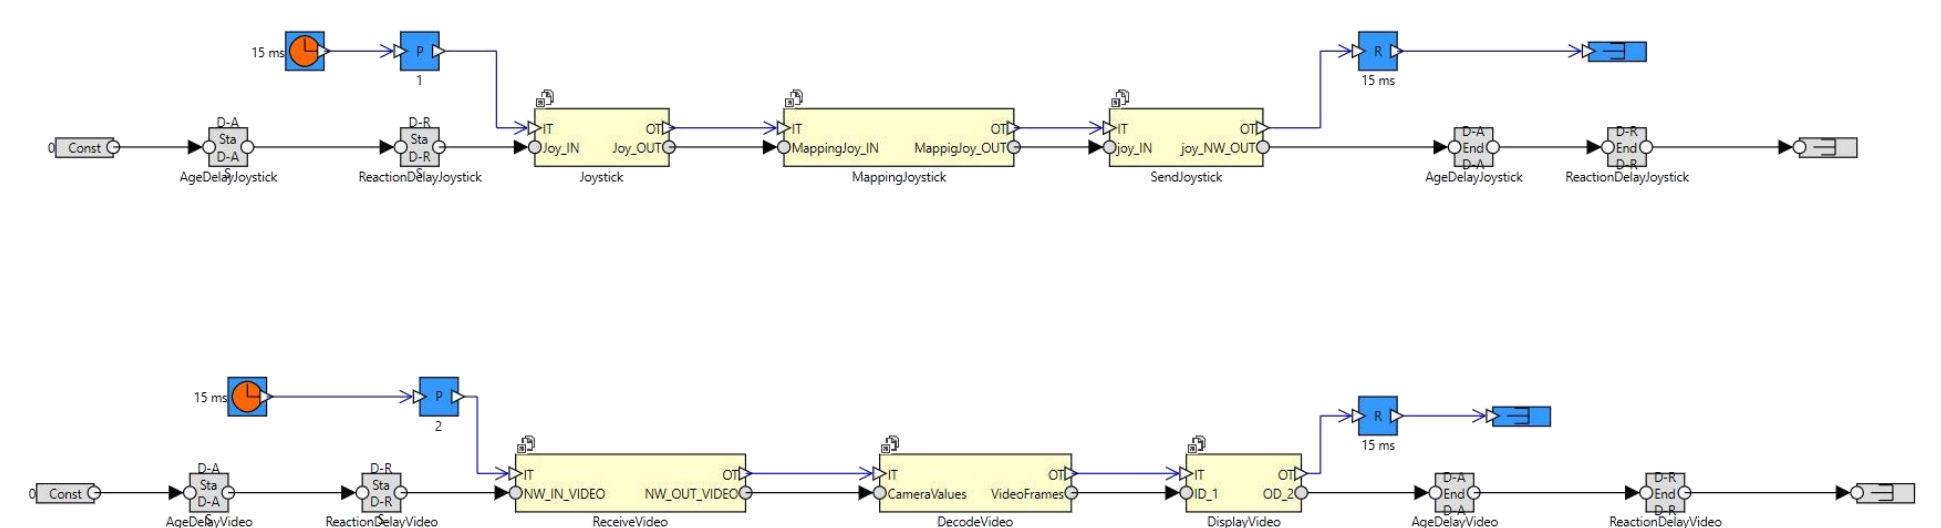 15 ms
P
1
R
15 ms
0 Const
D-A
Sta
D-A
S
AgeDelayJoystick
D-R
Sta
D-R
S
ReactionDelayJoystick
IT OT
Joy_IN Joy_OUT
Joystick
IT OT
MappingJoy_IN MappigJoy_OUT
MappingJoystick
IT OT
joy_IN joy_NW_OUT
SendJoystick
D-A
End
D-A
AgeDelayJoystick
D-R
End
D-R
ReactionDelayJoystick
15 ms
P
2
R
15 ms
0 Const
D-A
Sta
D-A
S
AgeDelayVideo
D-R
Sta
D-R
S
ReactionDelayVideo
IT OT
NW_IN_VIDEO NW_OUT_VIDEO
ReceiveVideo
IT OT
CameraValues VideoFrames
DecodeVideo
IT OT
ID_1 OD_2
DisplayVideo
D-A
End
D-A
AgeDelayVideo
D-R
End
D-R
ReactionDelayVideo